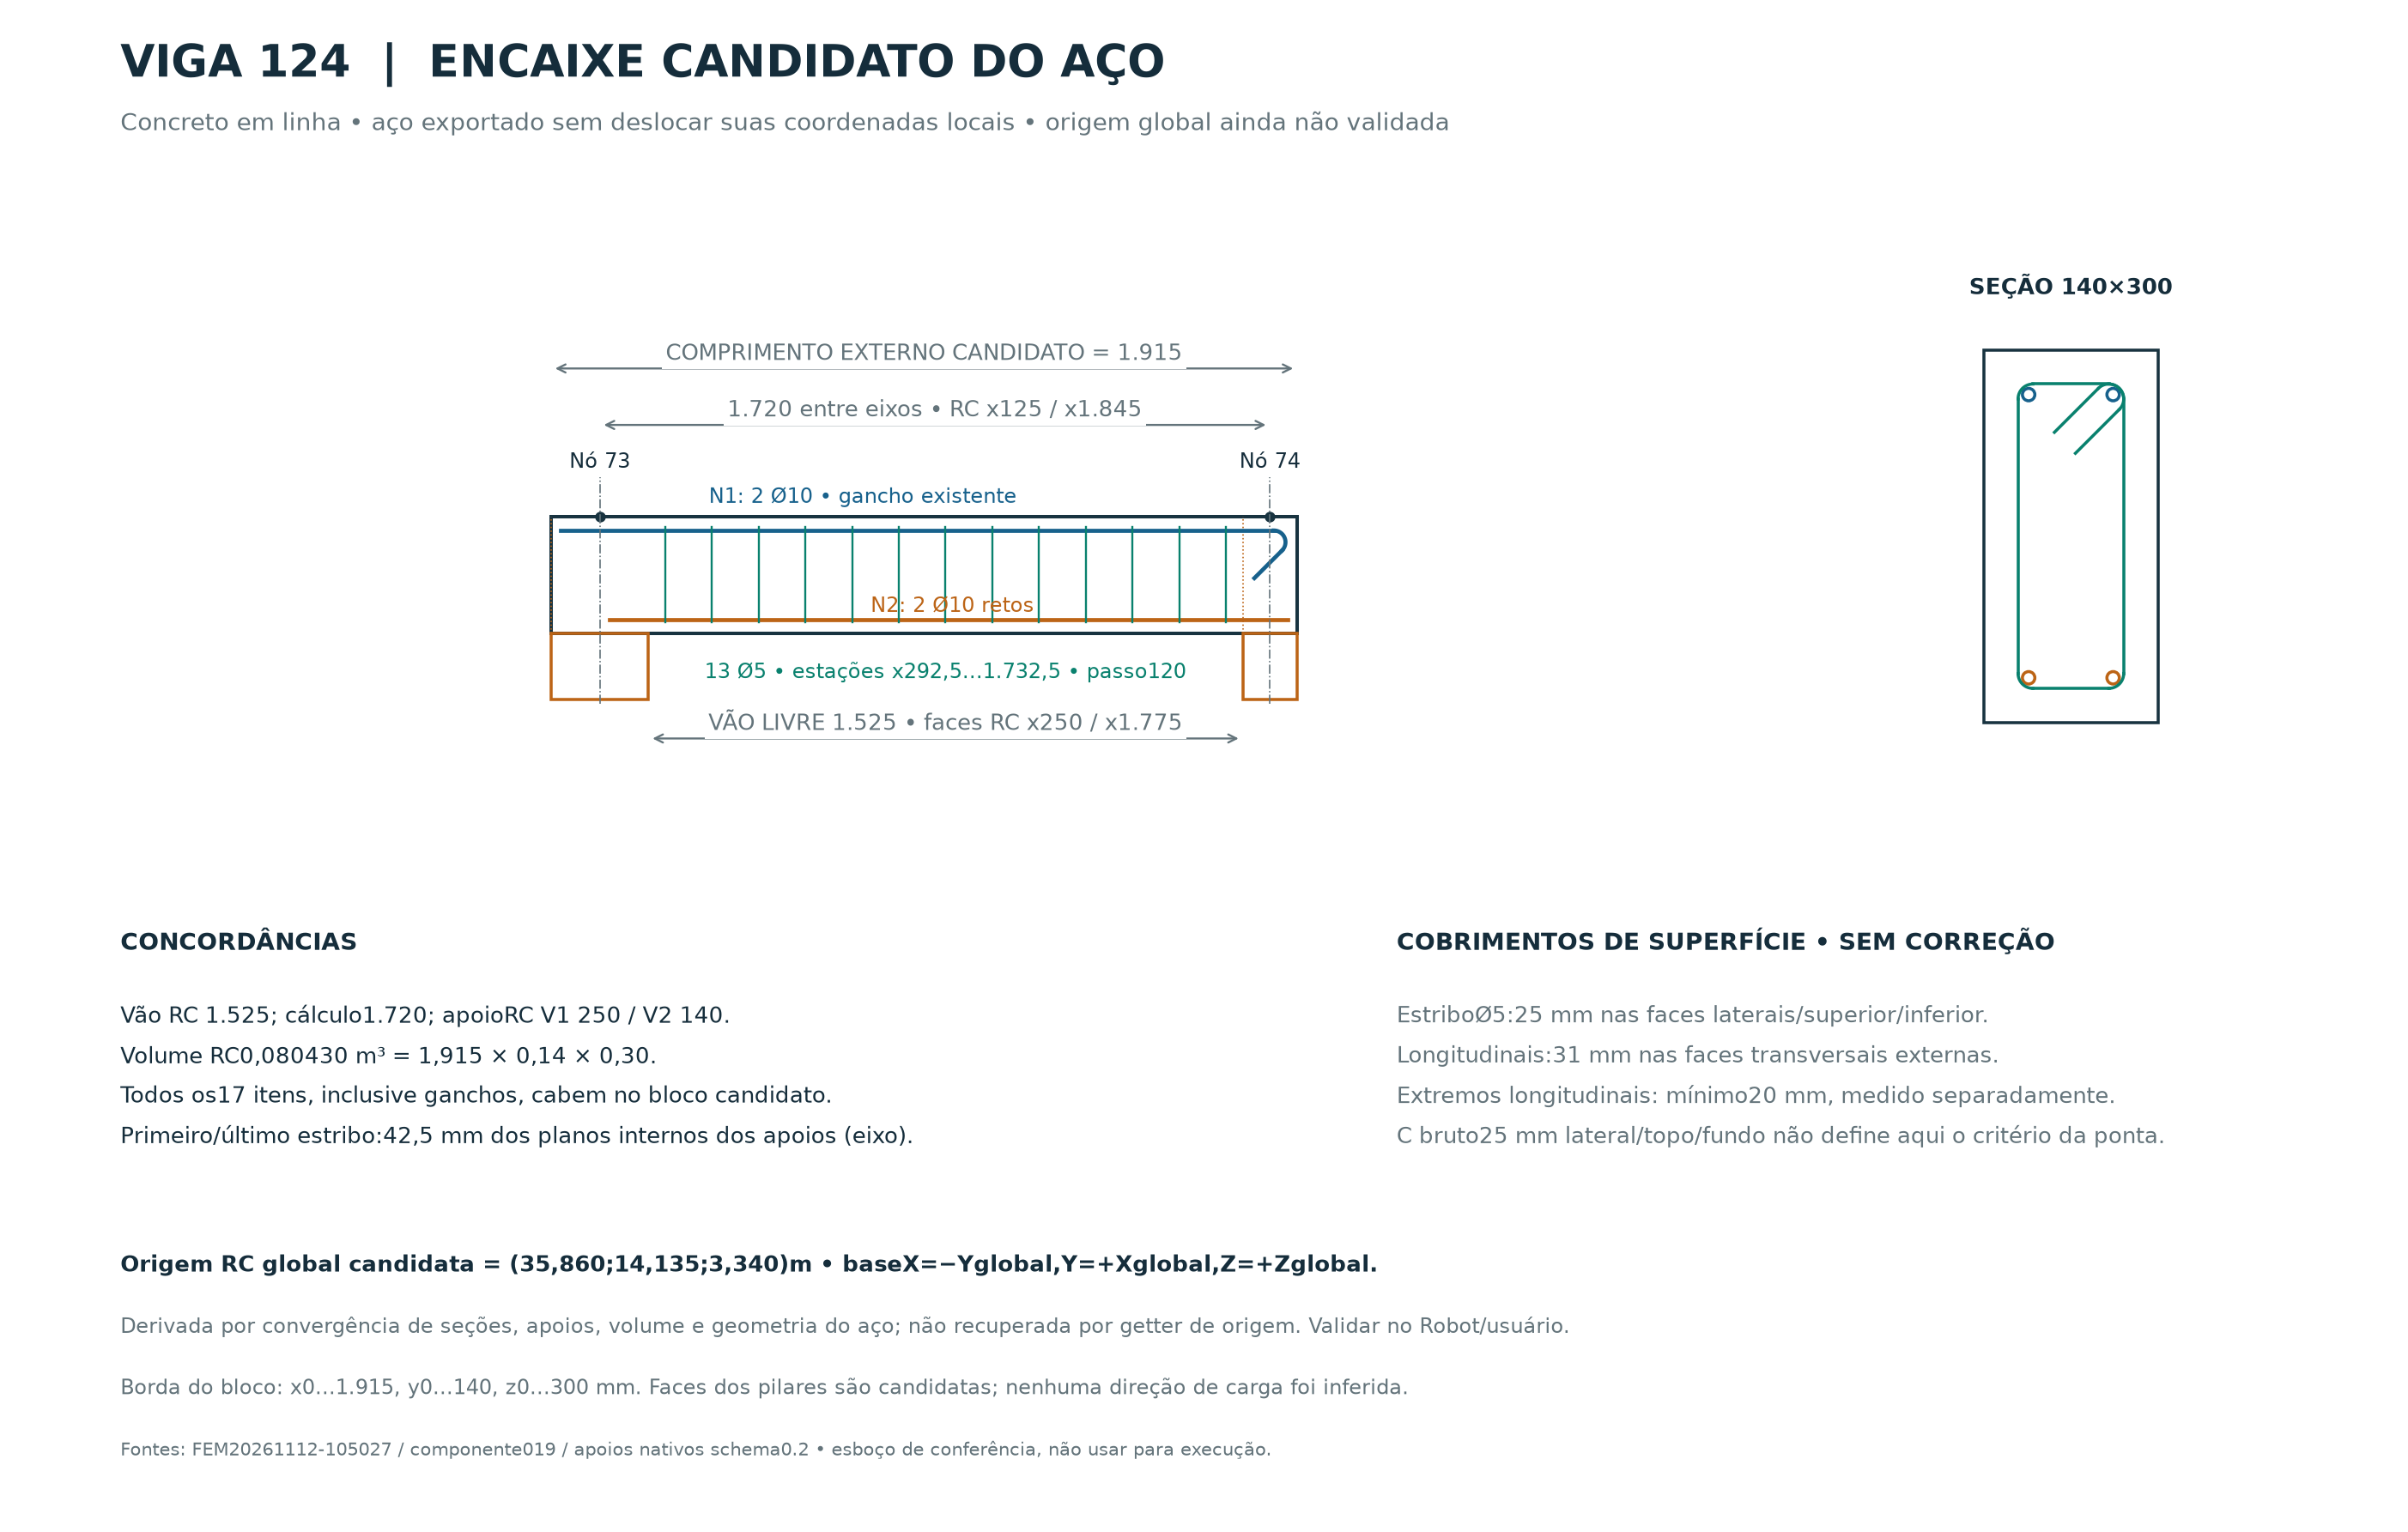 VIGA 124 | ENCAIXE CANDIDATO DO AÇO
Concreto em linha • aço exportado sem deslocar suas coordenadas locais • origem global ainda não validada
SEÇÃO 140×300
COMPRIMENTO EXTERNO CANDIDATO = 1.915
1.720 entre eixos • RC x125 / x1.845
Nó 73
Nó 74
N1: 2 Ø10 • gancho existente
N2: 2 Ø10 retos
13 Ø5 • estações x292,5...1.732,5 • passo120
VÃO LIVRE 1.525 • faces RC x250 / x1.775
CONCORDÂNCIAS
Vão RC 1.525; cálculo1.720; apoioRC V1 250 / V2 140.
Volume RC0,080430 m³ = 1,915 × 0,14 × 0,30.
Todos os17 itens, inclusive ganchos, cabem no bloco candidato.
Primeiro/último estribo:42,5 mm dos planos internos dos apoios (eixo).
COBRIMENTOS DE SUPERFÍCIE • SEM CORREÇÃO
EstriboØ5:25 mm nas faces laterais/superior/inferior.
Longitudinais:31 mm nas faces transversais externas.
Extremos longitudinais: mínimo20 mm, medido separadamente.
C bruto25 mm lateral/topo/fundo não define aqui o critério da ponta.
Origem RC global candidata = (35,860;14,135;3,340)m • baseX=−Yglobal,Y=+Xglobal,Z=+Zglobal.
Derivada por convergência de seções, apoios, volume e geometria do aço; não recuperada por getter de origem. Validar no Robot/usuário.
Borda do bloco: x0...1.915, y0...140, z0...300 mm. Faces dos pilares são candidatas; nenhuma direção de carga foi inferida.
Fontes: FEM20261112-105027 / componente019 / apoios nativos schema0.2 • esboço de conferência, não usar para execução.